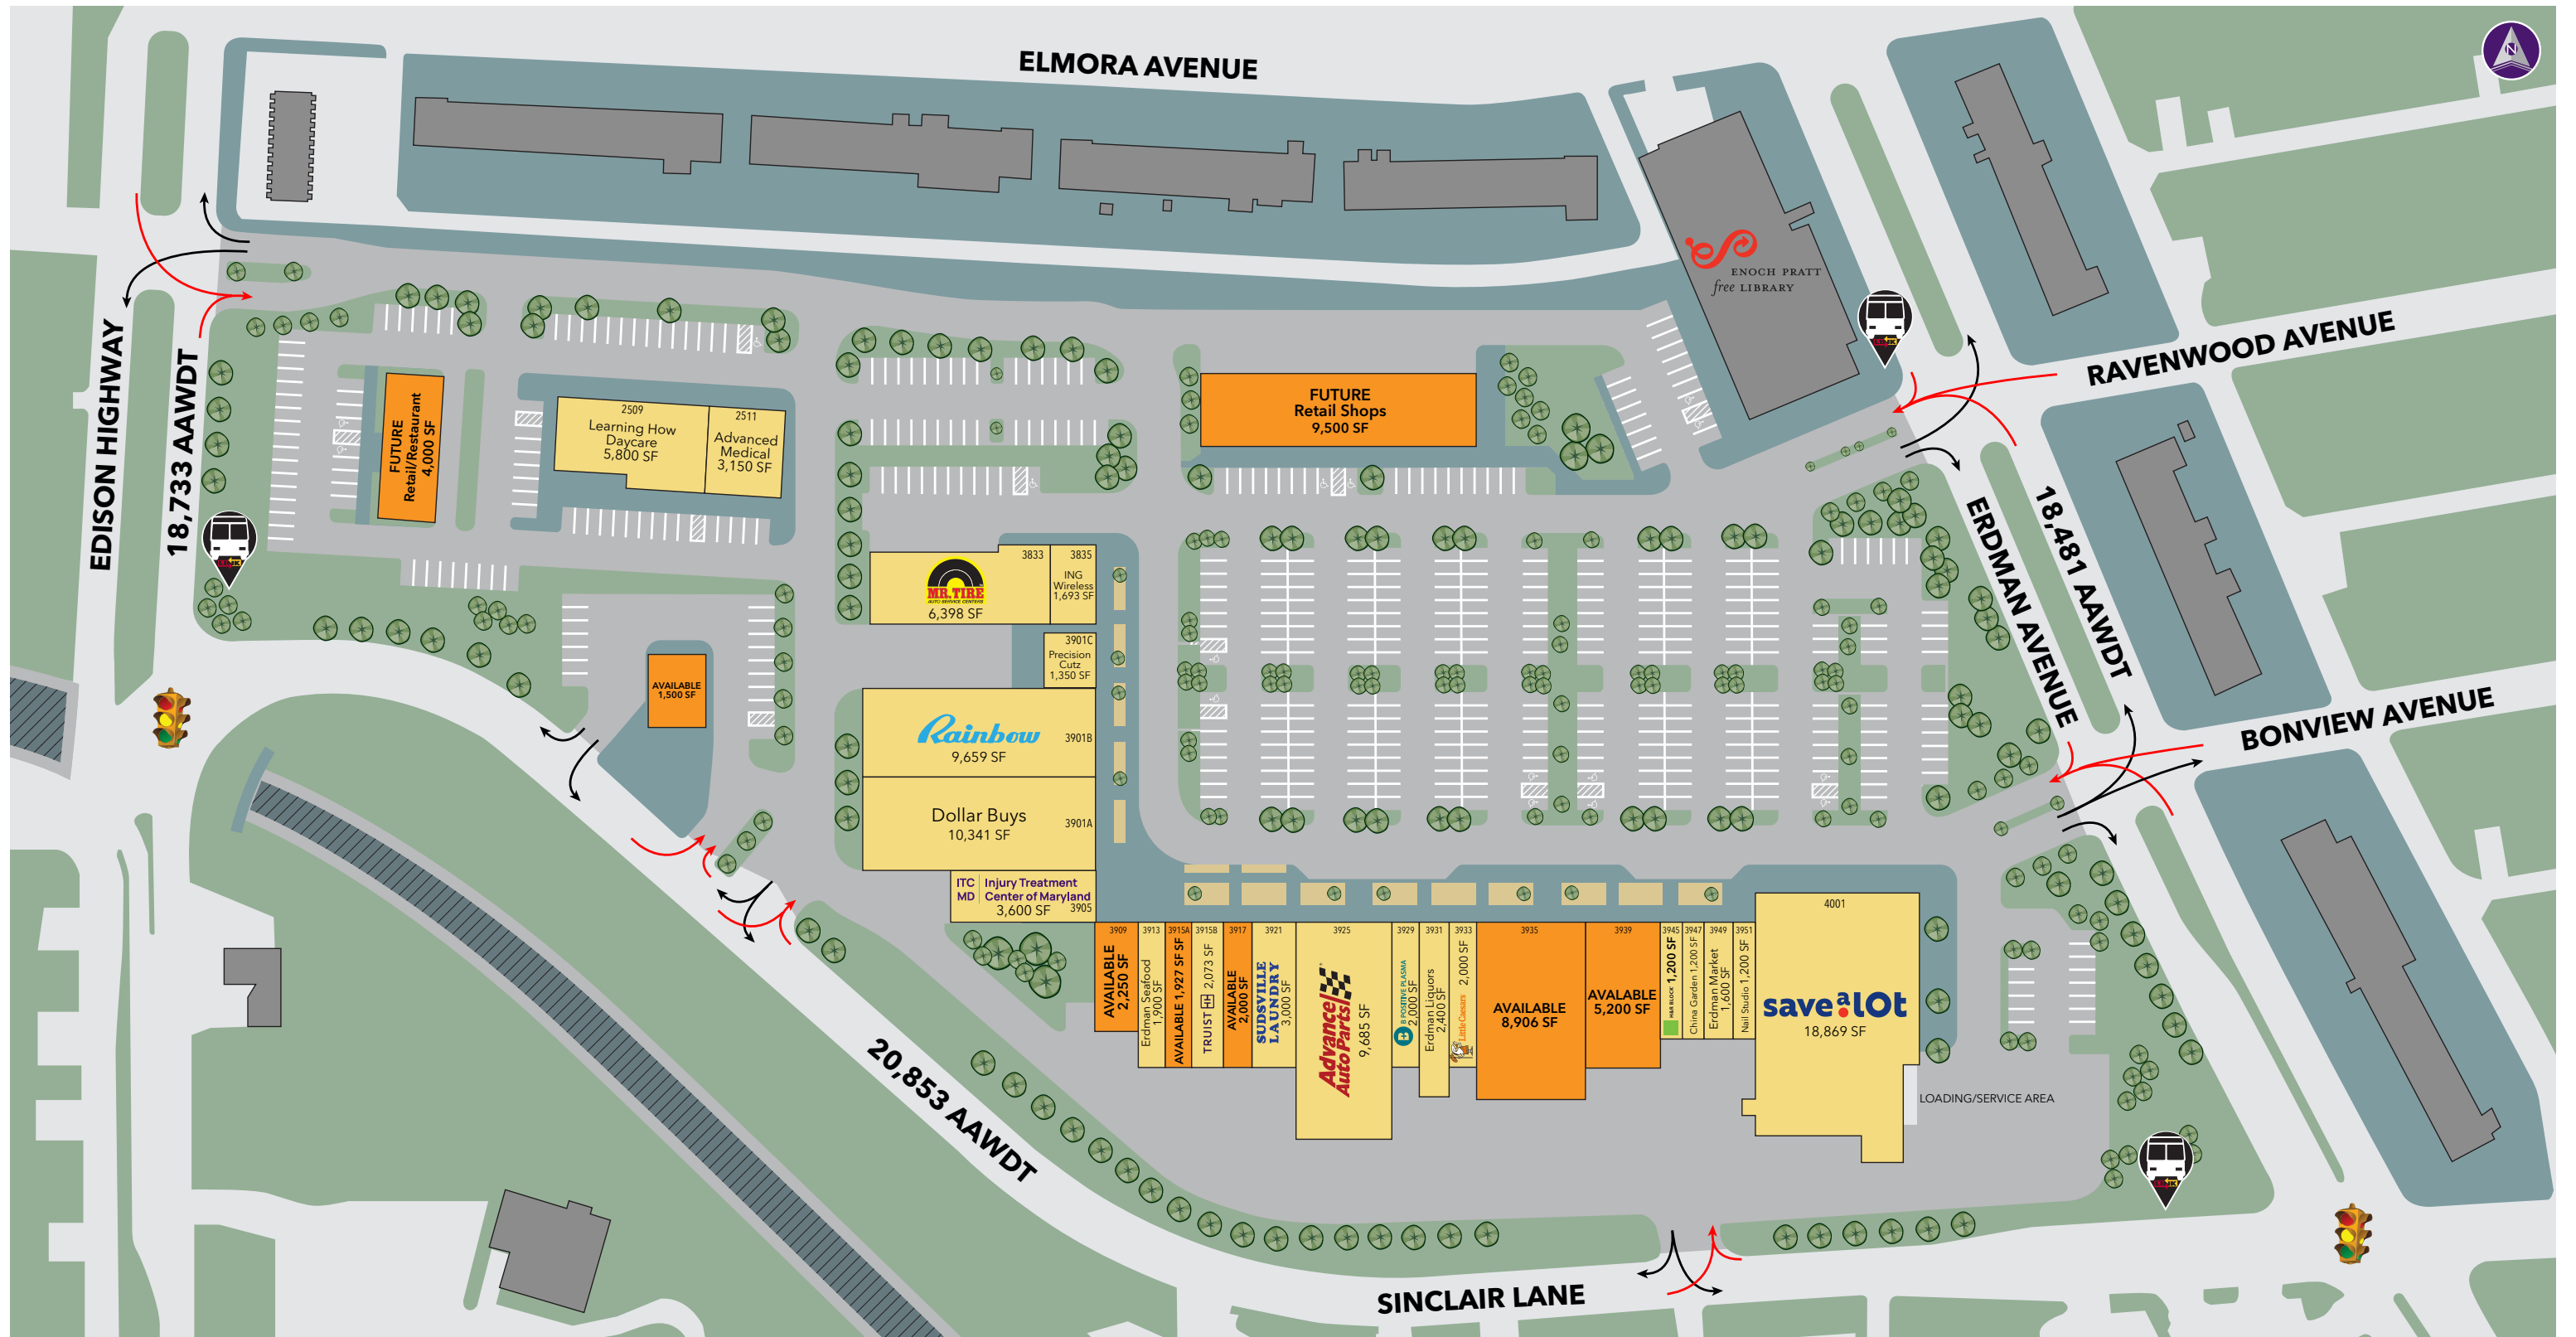 ELMORA AVENUE
N
ENOCH PRATT
free LIBRARY
RAVENWOOD AVENUE
EDISON HIGHWAY
18,733 AAWDT
FUTURE
Retail/Restaurant
4,000 SF
2509
Learning How
Daycare
5,800 SF
2511
Advanced
Medical
3,150 SF
FUTURE
Retail Shops
9,500 SF
ERDMAN AVENUE
18,481 AAWDT
BONVIEW AVENUE
3833
MR. TIRE
AUTO SERVICE CENTERS
6,398 SF
3835
ING
Wireless
1,693 SF
3901C
Precision
Cutz
1,350 SF
AVAILABLE
1,500 SF
Rainbow
3901B
9,659 SF
Dollar Buys
3901A
10,341 SF
ITC
MD
Injury Treatment
Center of Maryland
3,600 SF
3905
3909
AVAILABLE
2,250 SF
3913
Erdman Seafood
1,900 SF
3915A
AVAILABLE 1,927 SF
3915B
TRUIST 2,073 SF
3917
AVAILABLE
2,000 SF
3921
SUDSVILLE
LAUNDRY
3,000 SF
3925
Advance
Auto Parts
9,685 SF
3929
B POSITIVE PLASMA
2,000 SF
3931
Erdman Liquors
2,400 SF
3933
Little Caesars 2,000 SF
3935
AVAILABLE
8,906 SF
3939
AVALABLE
5,200 SF
3945
H&R BLOCK 1,200 SF
3947
China Garden 1,200 SF
3949
Erdman Market
1,600 SF
3951
Nail Studio 1,200 SF
4001
save a lot
18,869 SF
LOADING/SERVICE AREA
20,853 AAWDT
SINCLAIR LANE